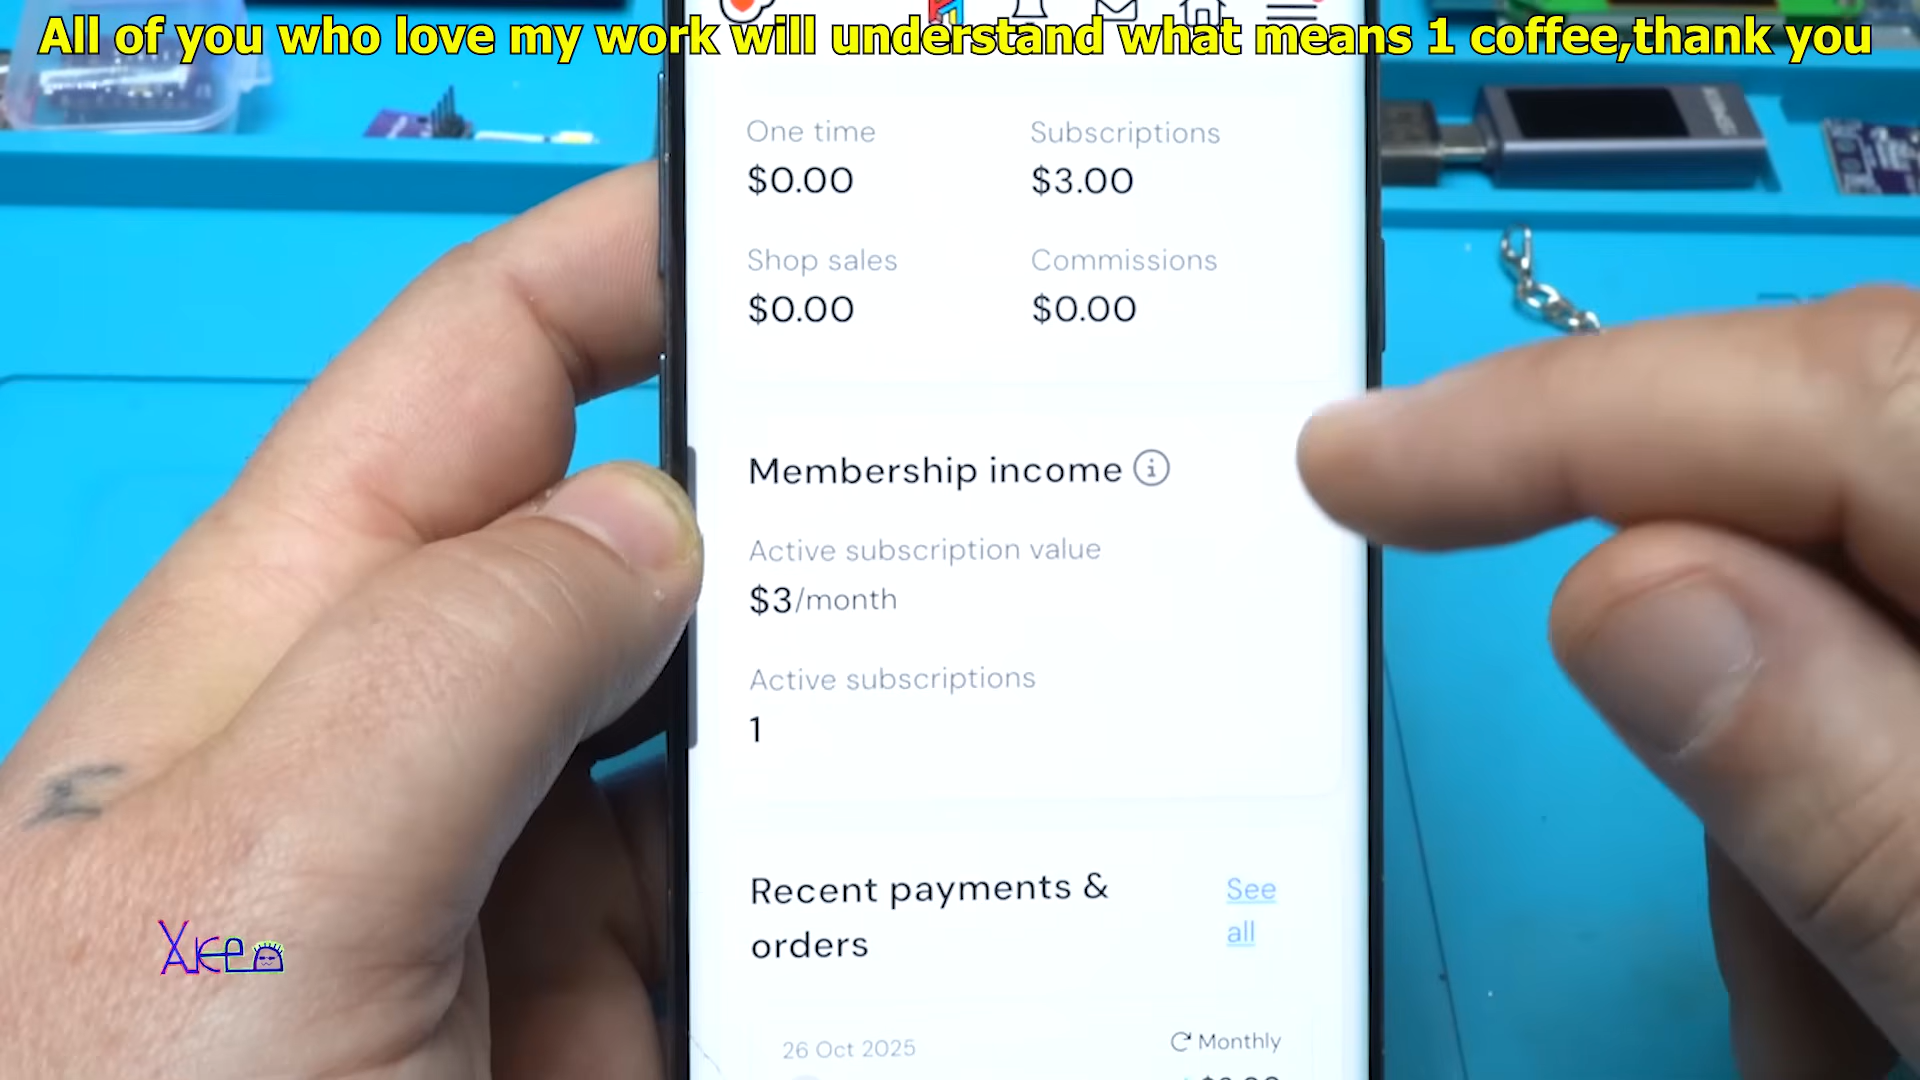 All of you who love my work will understand what means 1 coffee,thank you
One time
Subscriptions
$0.00
$3.00
Shop sales
Commissions
$0.00
$0.00
Membership income
Active subscription value
$3/month
Active subscriptions
1
Recent payments &
orders
See
all
26 Oct 2025
Monthly